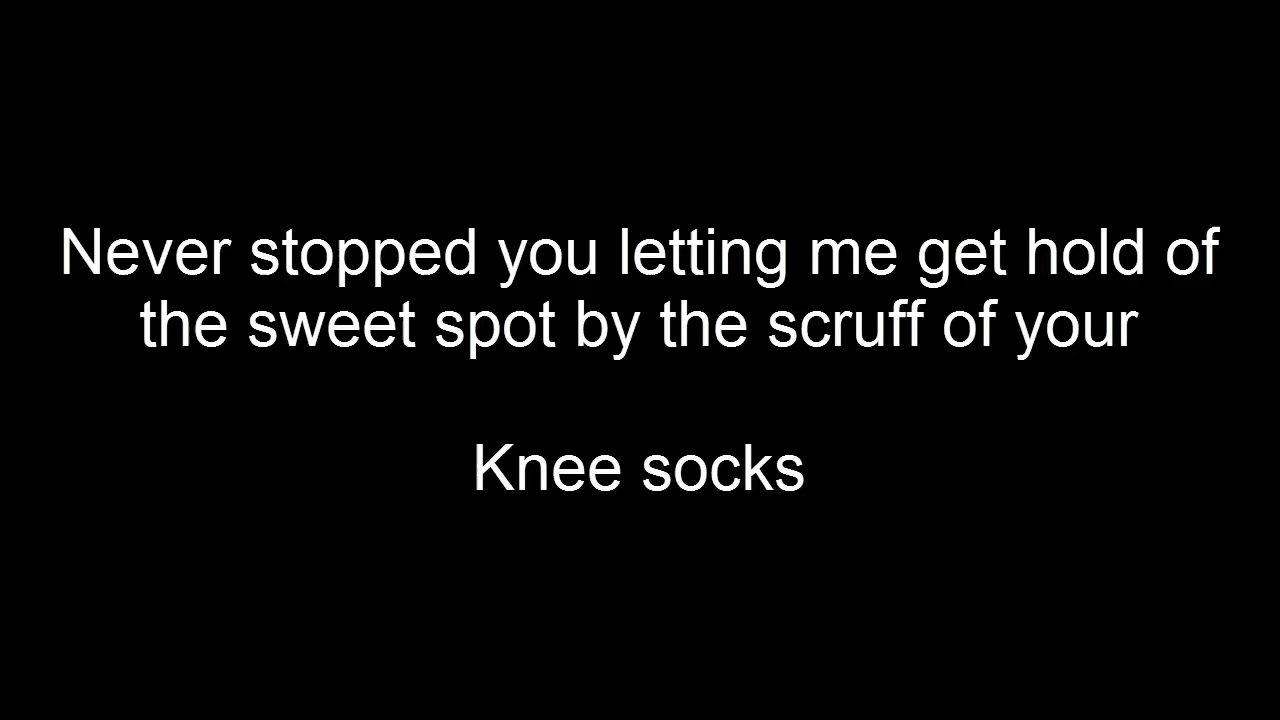 Never stopped you letting me get hold of
the sweet spot by the scruff of your
Knee socks